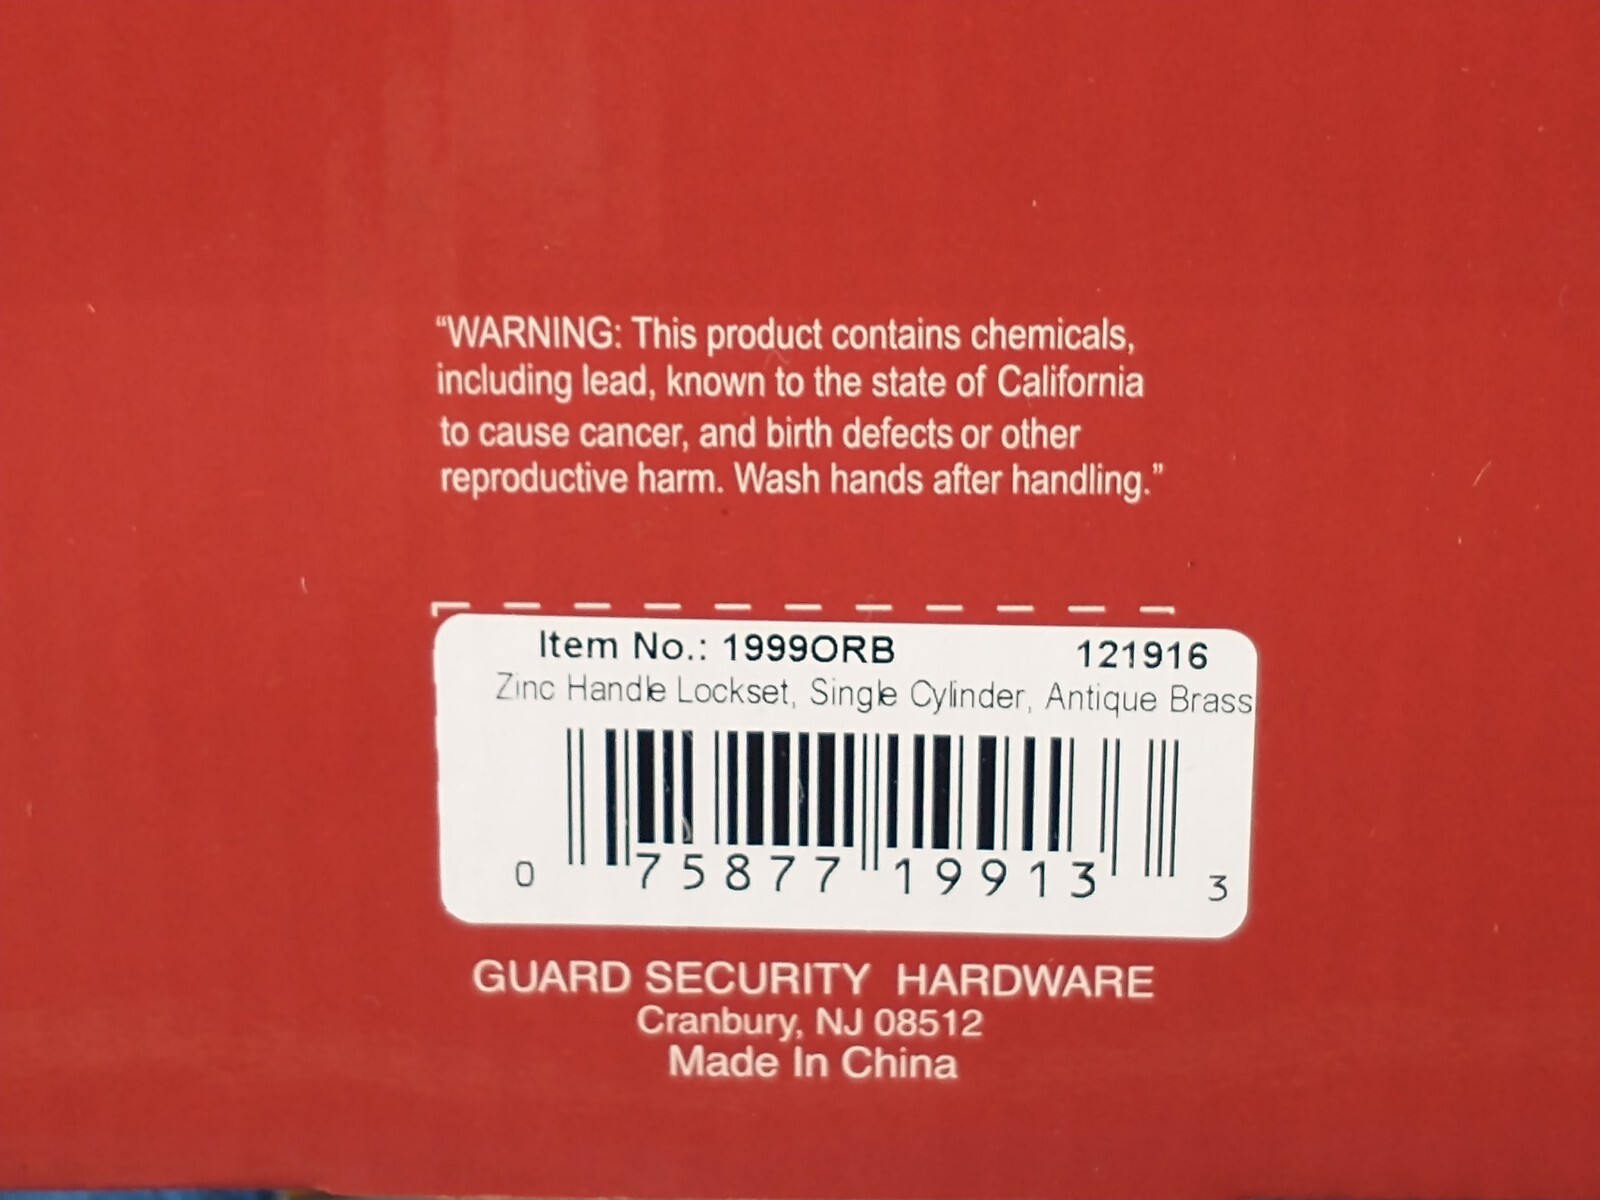 “WARNING: This product contains chemicals,
including lead, known to the state of California
to cause cancer, and birth defects or other
reproductive harm. Wash hands after handling.”
Item No.: 1999ORB 121916
Zinc Handle Lockset, Single Cylinder, Antique Brass
0 75877 19913 3
GUARD SECURITY HARDWARE
Cranbury, NJ 08512
Made In China